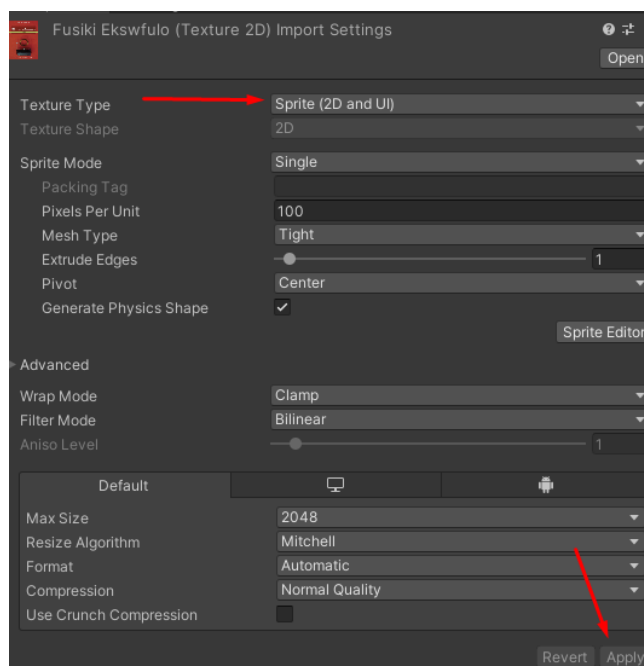 Fusiki Ekswfulo (Texture 2D) Import Settings
Open
Texture Type Sprite (2D and UI)
Texture Shape 2D
Sprite Mode Single
Packing Tag
Pixels Per Unit 100
Mesh Type Tight
Extrude Edges 1
Pivot Center
Generate Physics Shape
Sprite Editor
Advanced
Wrap Mode Clamp
Filter Mode Bilinear
Aniso Level 1
Default
Max Size 2048
Resize Algorithm Mitchell
Format Automatic
Compression Normal Quality
Use Crunch Compression
Revert Apply